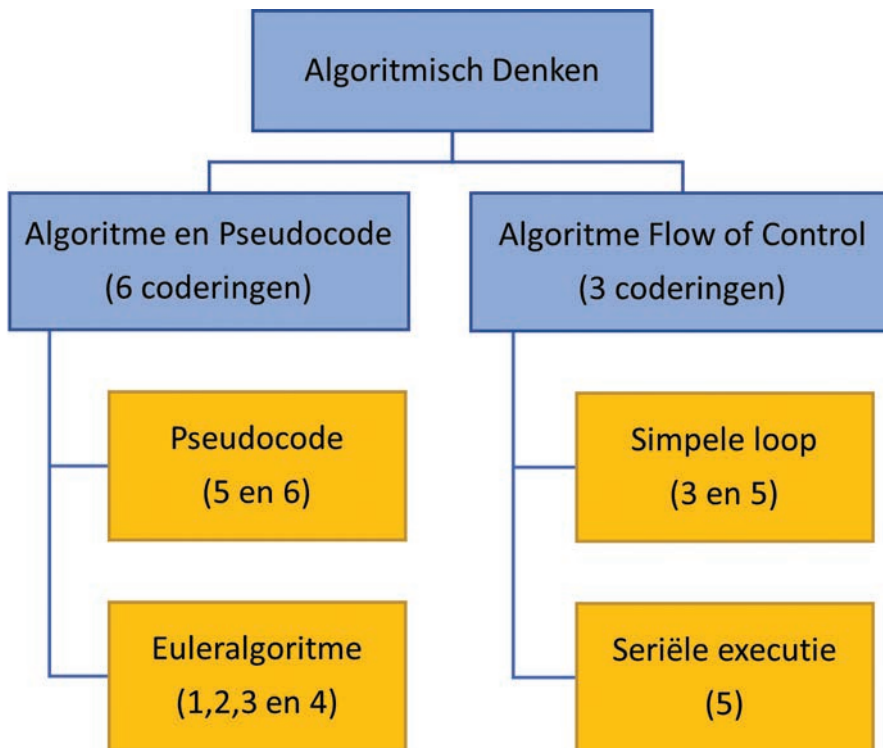 Algoritmisch Denken
Algoritme en Pseudocode
(6 coderingen)
Algoritme Flow of Control
(3 coderingen)
Pseudocode
(5 en 6)
Simpele loop
(3 en 5)
Euleralgoritme
(1,2,3 en 4)
Seriële executie
(5)